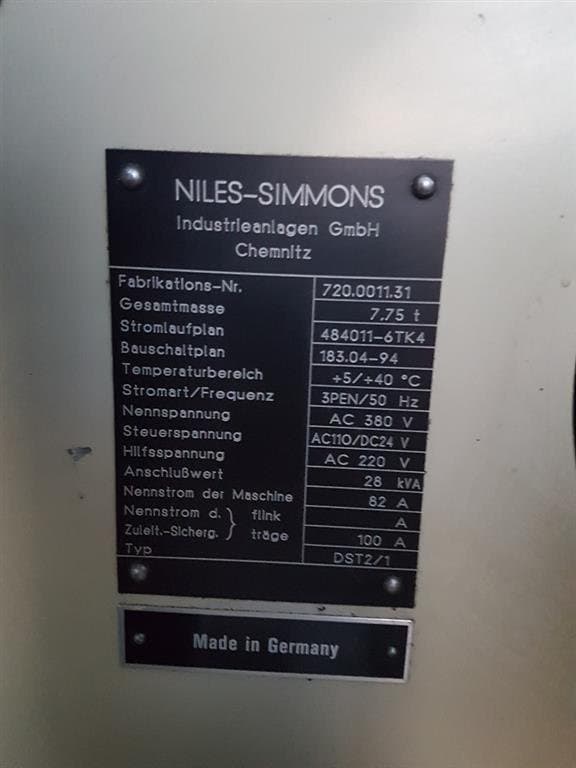 NILES-SIMMONS
Industrieanlagen GmbH
Chemnitz
Fabrikations-Nr. 720.0011.31
Gesamtmasse 7.75 t
Stromlaufplan 484011-6TK4
Bauschaltplan 183.04-94
Temperaturbereich +5/+40 °C
Stromart/Frequenz 3PEN/50 Hz
Nennspannung AC 380 V
Steuerspannung AC110/DC24 V
Hilfsspannung AC 220 V
Anschlußwert 28 kVA
Nennstrom der Maschine 82 A
Nennstrom d. } flink A
Zuleit.-Sicherg. } träge 100 A
Typ DST2/1
Made in Germany